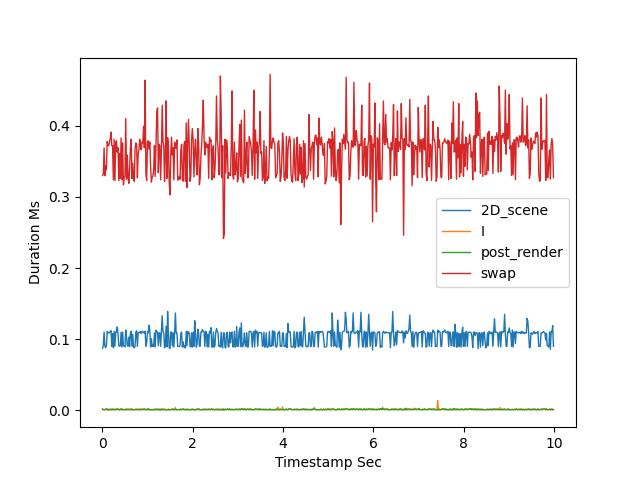 0.4
0.3
0.2
0.1
0.0
Duration Ms
2D_scene
I
post_render
swap
0 2 4 6 8 10
Timestamp Sec